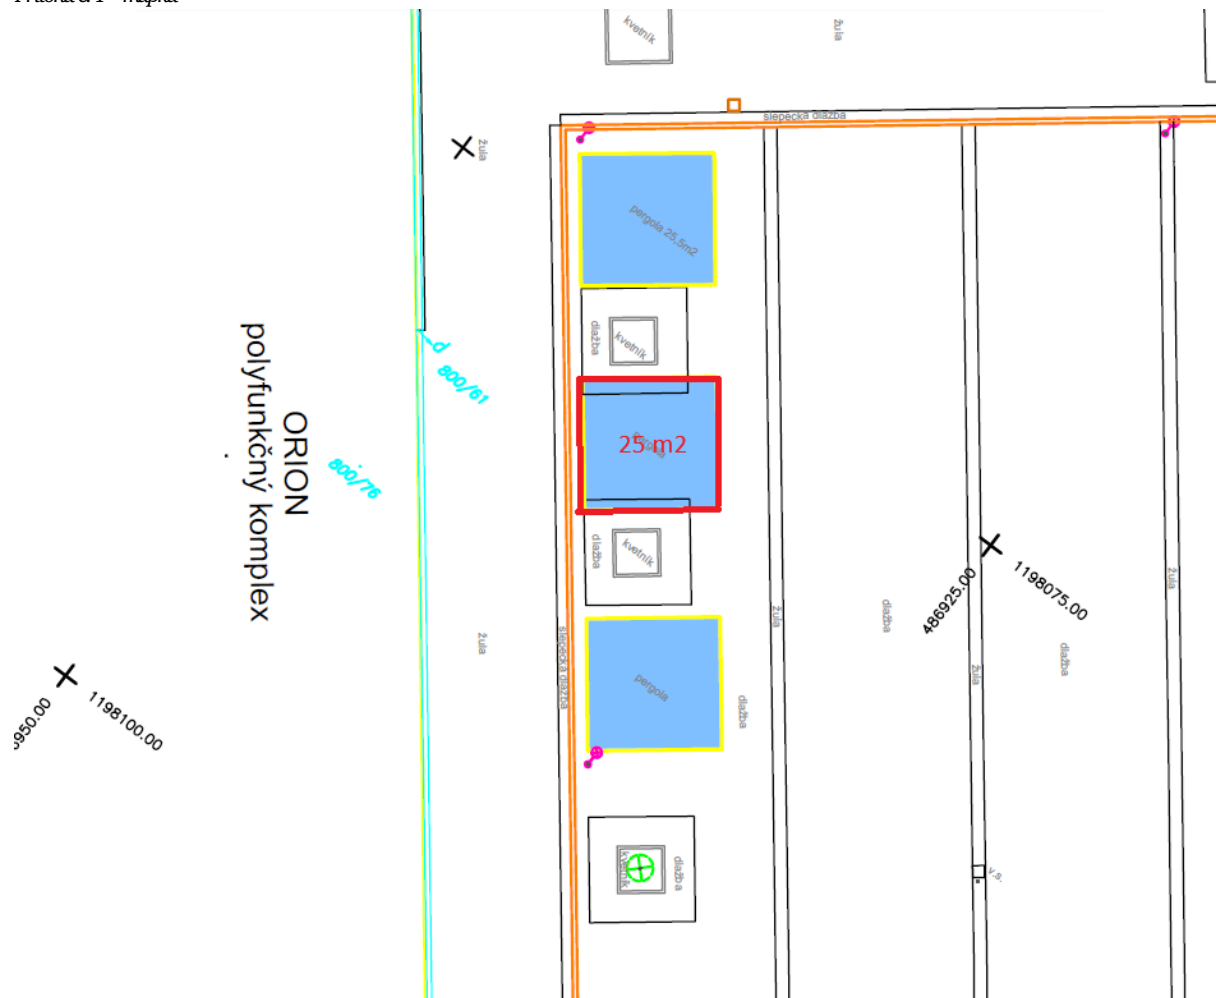 kvetník
žula
slepecká dlažba
žula
pergola 25,5m2
dlažba
kvetník
d
800/61
ORION
polyfunkčný komplex
800/76
25 m2
dlažba
kvetník
486925.00
1198075.00
žula
žula
dlažba
žula
slepecká dlažba
dlažba
žula
pergola
dlažba
950.00
1198100.00
kvetník
dlažba
v.s.